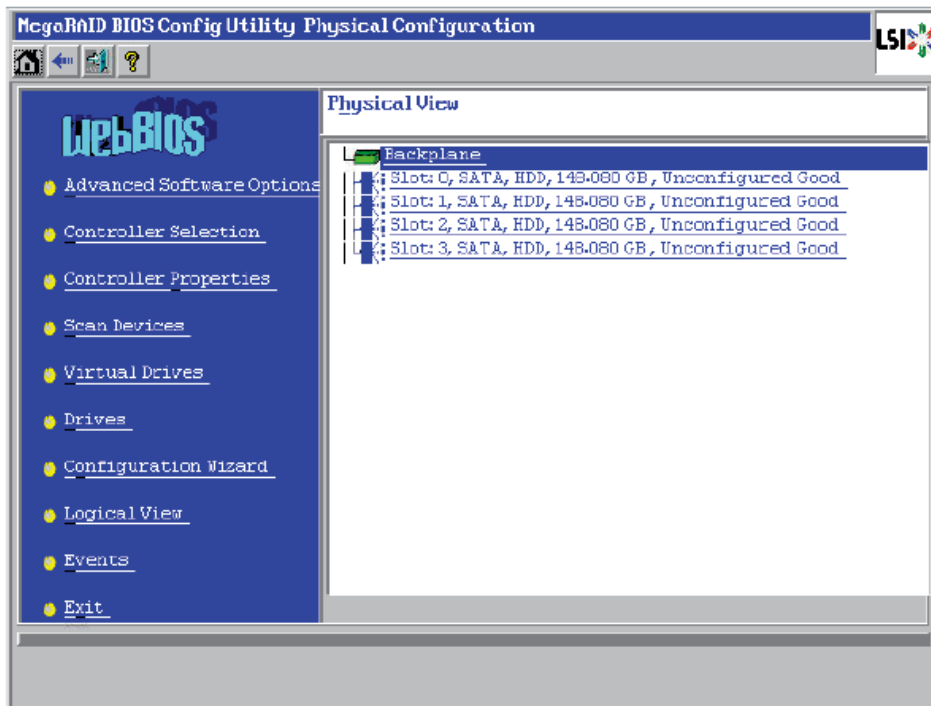 MegaRAID BIOS Config Utility Physical Configuration
LSI
WebBIOS
Advanced Software Options
Controller Selection
Controller Properties
Scan Devices
Virtual Drives
Drives
Configuration Wizard
Logical View
Events
Exit
Physical View
Backplane
Slot: 0, SATA, HDD, 148.080 GB, Unconfigured Good
Slot: 1, SATA, HDD, 148.080 GB, Unconfigured Good
Slot: 2, SATA, HDD, 148.080 GB, Unconfigured Good
Slot: 3, SATA, HDD, 148.080 GB, Unconfigured Good